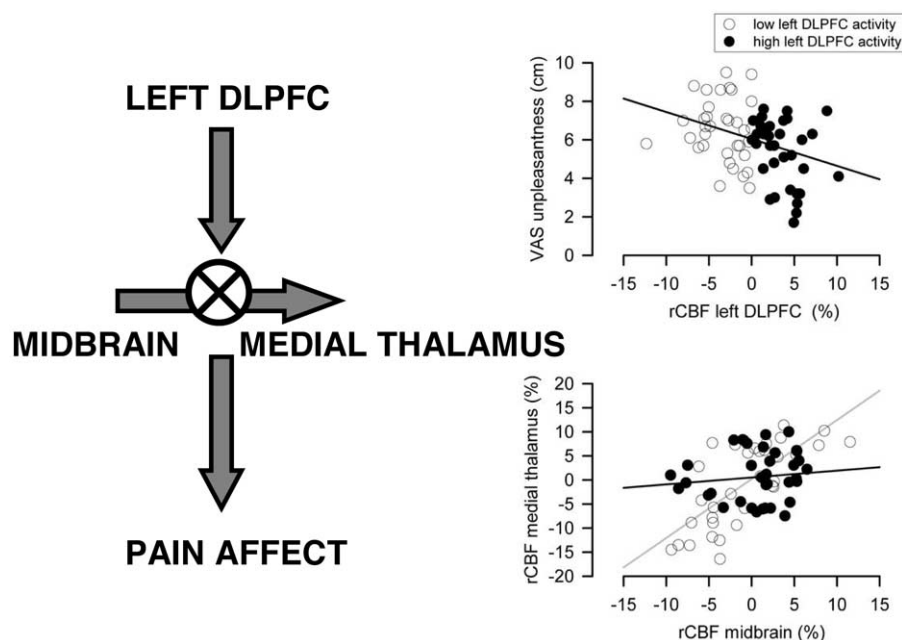 LEFT DLPFC
MIDBRAIN MEDIAL THALAMUS
PAIN AFFECT
low left DLPFC activity
high left DLPFC activity
VAS unpleasantness (cm)
10
8
6
4
2
0
-15 -10 -5 0 5 10 15
rCBF left DLPFC (%)
rCBF medial thalamus (%)
20
15
10
5
0
-5
-10
-15
-20
-15 -10 -5 0 5 10 15
rCBF midbrain (%)